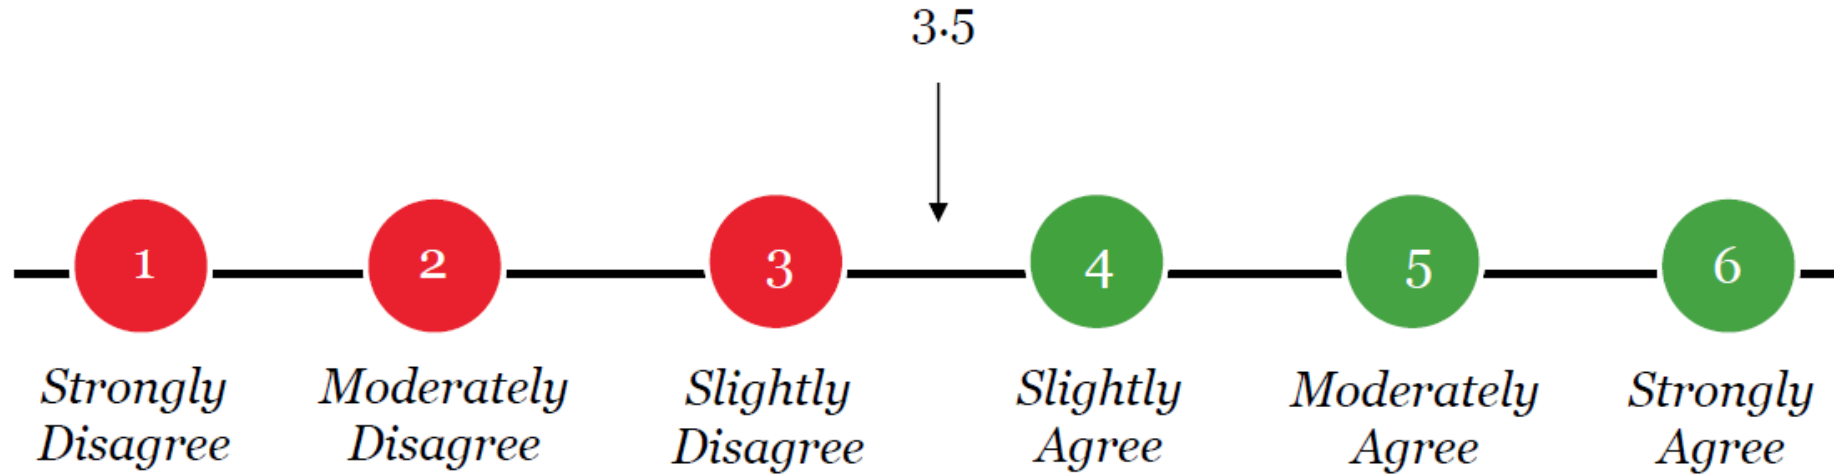 3.5
1 2 3 4 5 6
Strongly Moderately Slightly Slightly Moderately Strongly
Disagree Disagree Disagree Agree Agree Agree